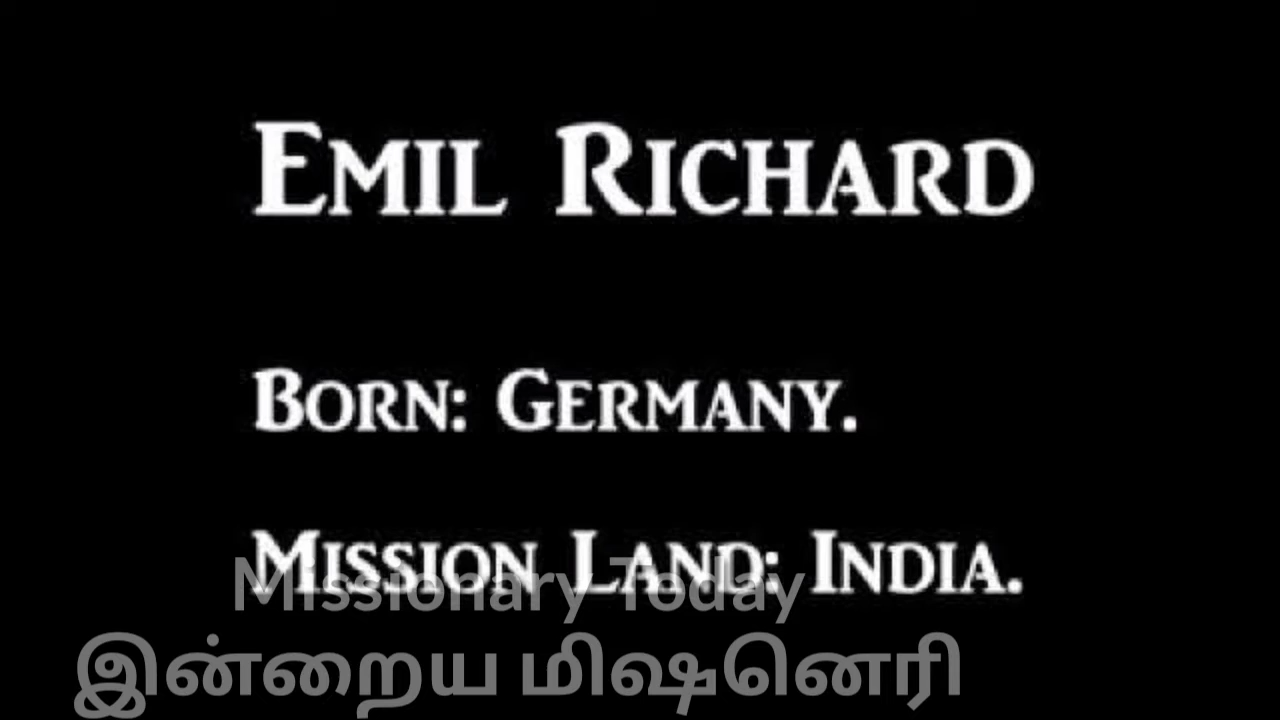 EMIL RICHARD
BORN: GERMANY.
MISSION LAND: INDIA.
Missionary Today
இன்றைய மிஷனெரி